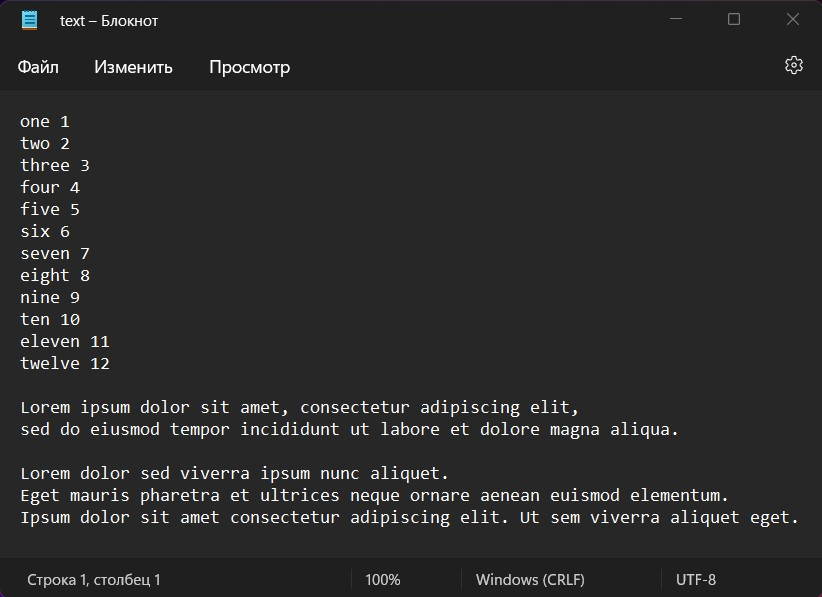 text – Блокнот
Файл Изменить Просмотр
one 1
two 2
three 3
four 4
five 5
six 6
seven 7
eight 8
nine 9
ten 10
eleven 11
twelve 12
Lorem ipsum dolor sit amet, consectetur adipiscing elit,
sed do eiusmod tempor incididunt ut labore et dolore magna aliqua.
Lorem dolor sed viverra ipsum nunc aliquet.
Eget mauris pharetra et ultrices neque ornare aenean euismod elementum.
Ipsum dolor sit amet consectetur adipiscing elit. Ut sem viverra aliquet eget.
Строка 1, столбец 1 100% Windows (CRLF) UTF-8